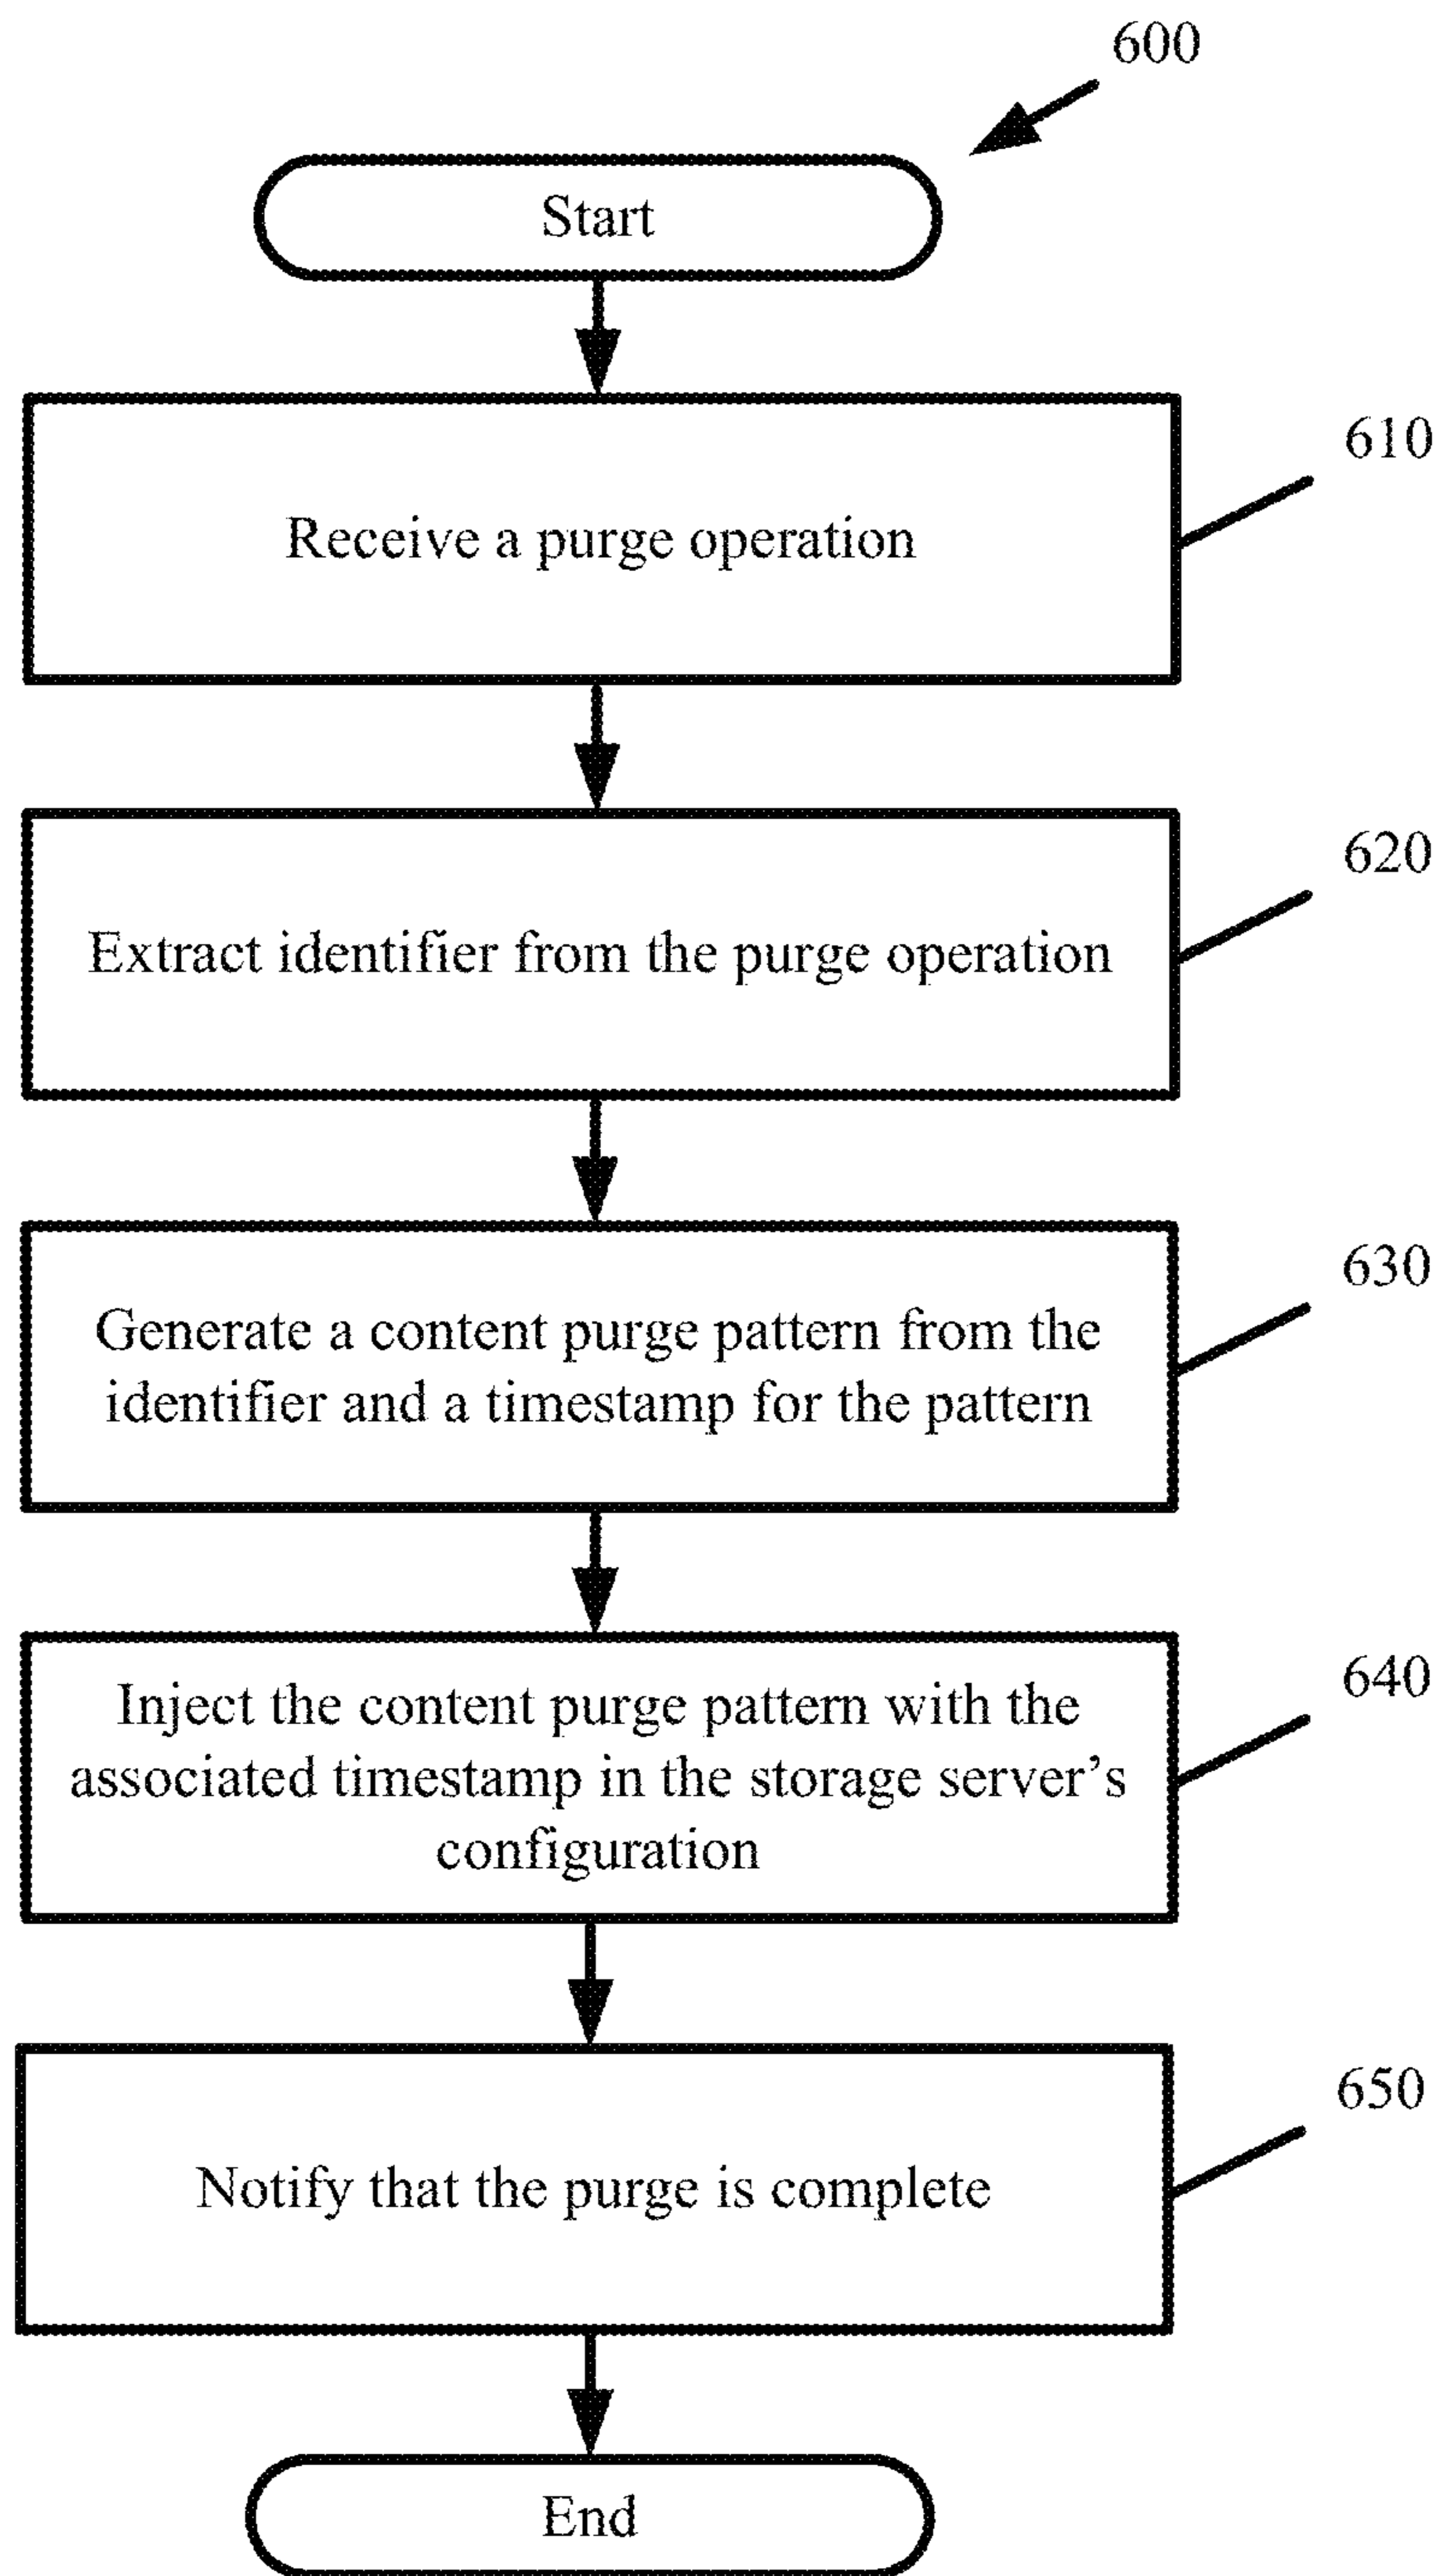 600
Start
610
Receive a purge operation
620
Extract identifier from the purge operation
630
Generate a content purge pattern from the
identifier and a timestamp for the pattern
640
Inject the content purge pattern with the
associated timestamp in the storage server’s
configuration
650
Notify that the purge is complete
End